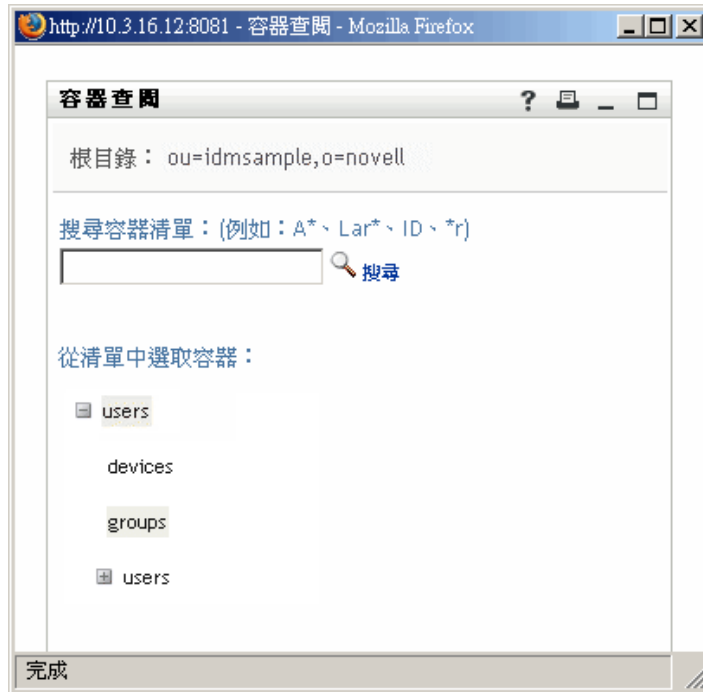 http://10.3.16.12:8081 - 容器查閱 - Mozilla Firefox
容器查閱
根目錄： ou=idmsample,o=novell
搜尋容器清單：(例如：A*、Lar*、ID、*r)
搜尋
從清單中選取容器：
users
devices
groups
users
完成